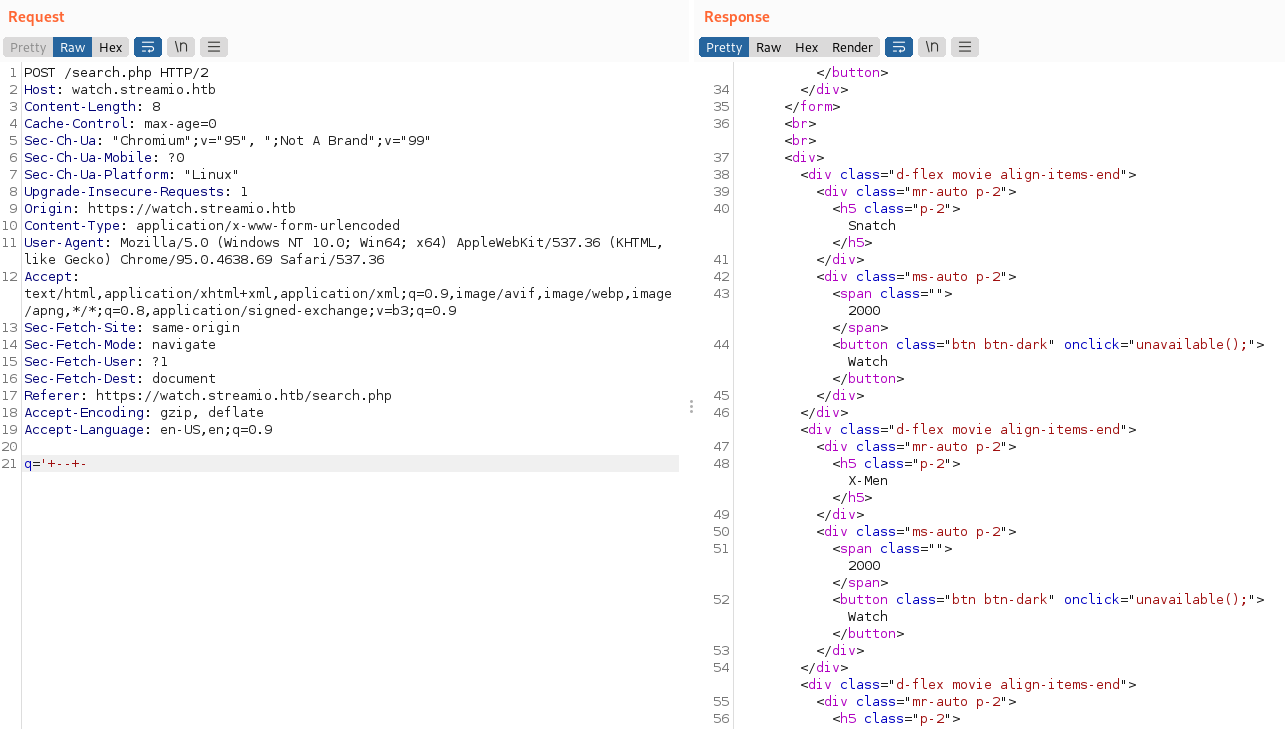 Request
Pretty Raw Hex \n
1 POST /search.php HTTP/2
2 Host: watch.streamio.htb
3 Content-Length: 8
4 Cache-Control: max-age=0
5 Sec-Ch-Ua: "Chromium";v="95", ";Not A Brand";v="99"
6 Sec-Ch-Ua-Mobile: ?0
7 Sec-Ch-Ua-Platform: "Linux"
8 Upgrade-Insecure-Requests: 1
9 Origin: https://watch.streamio.htb
10 Content-Type: application/x-www-form-urlencoded
11 User-Agent: Mozilla/5.0 (Windows NT 10.0; Win64; x64) AppleWebKit/537.36 (KHTML,
like Gecko) Chrome/95.0.4638.69 Safari/537.36
12 Accept:
text/html,application/xhtml+xml,application/xml;q=0.9,image/avif,image/webp,image
/apng,*/*;q=0.8,application/signed-exchange;v=b3;q=0.9
13 Sec-Fetch-Site: same-origin
14 Sec-Fetch-Mode: navigate
15 Sec-Fetch-User: ?1
16 Sec-Fetch-Dest: document
17 Referer: https://watch.streamio.htb/search.php
18 Accept-Encoding: gzip, deflate
19 Accept-Language: en-US,en;q=0.9
20
21 q='+--+-
Response
Pretty Raw Hex Render \n
</button>
34 </div>
35 </form>
36 <br>
<br>
37 <div>
38 <div class="d-flex movie align-items-end">
39 <div class="mr-auto p-2">
40 <h5 class="p-2">
Snatch
</h5>
41 </div>
42 <div class="ms-auto p-2">
43 <span class="">
2000
</span>
44 <button class="btn btn-dark" onclick="unavailable();">
Watch
</button>
45 </div>
46 </div>
<div class="d-flex movie align-items-end">
47 <div class="mr-auto p-2">
48 <h5 class="p-2">
X-Men
</h5>
49 </div>
50 <div class="ms-auto p-2">
51 <span class="">
2000
</span>
52 <button class="btn btn-dark" onclick="unavailable();">
Watch
</button>
53 </div>
54 </div>
<div class="d-flex movie align-items-end">
55 <div class="mr-auto p-2">
56 <h5 class="p-2">